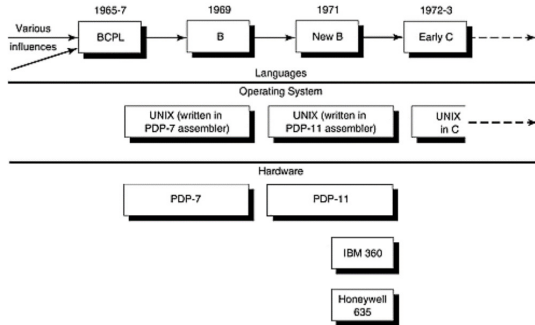 1965-7 1969 1971 1972-3
Various
influences
BCPL B New B Early C
Languages
Operating System
UNIX (written in
PDP-7 assembler)
UNIX (written in
PDP-11 assembler)
UNIX
in C
Hardware
PDP-7 PDP-11
IBM 360
Honeywell
635